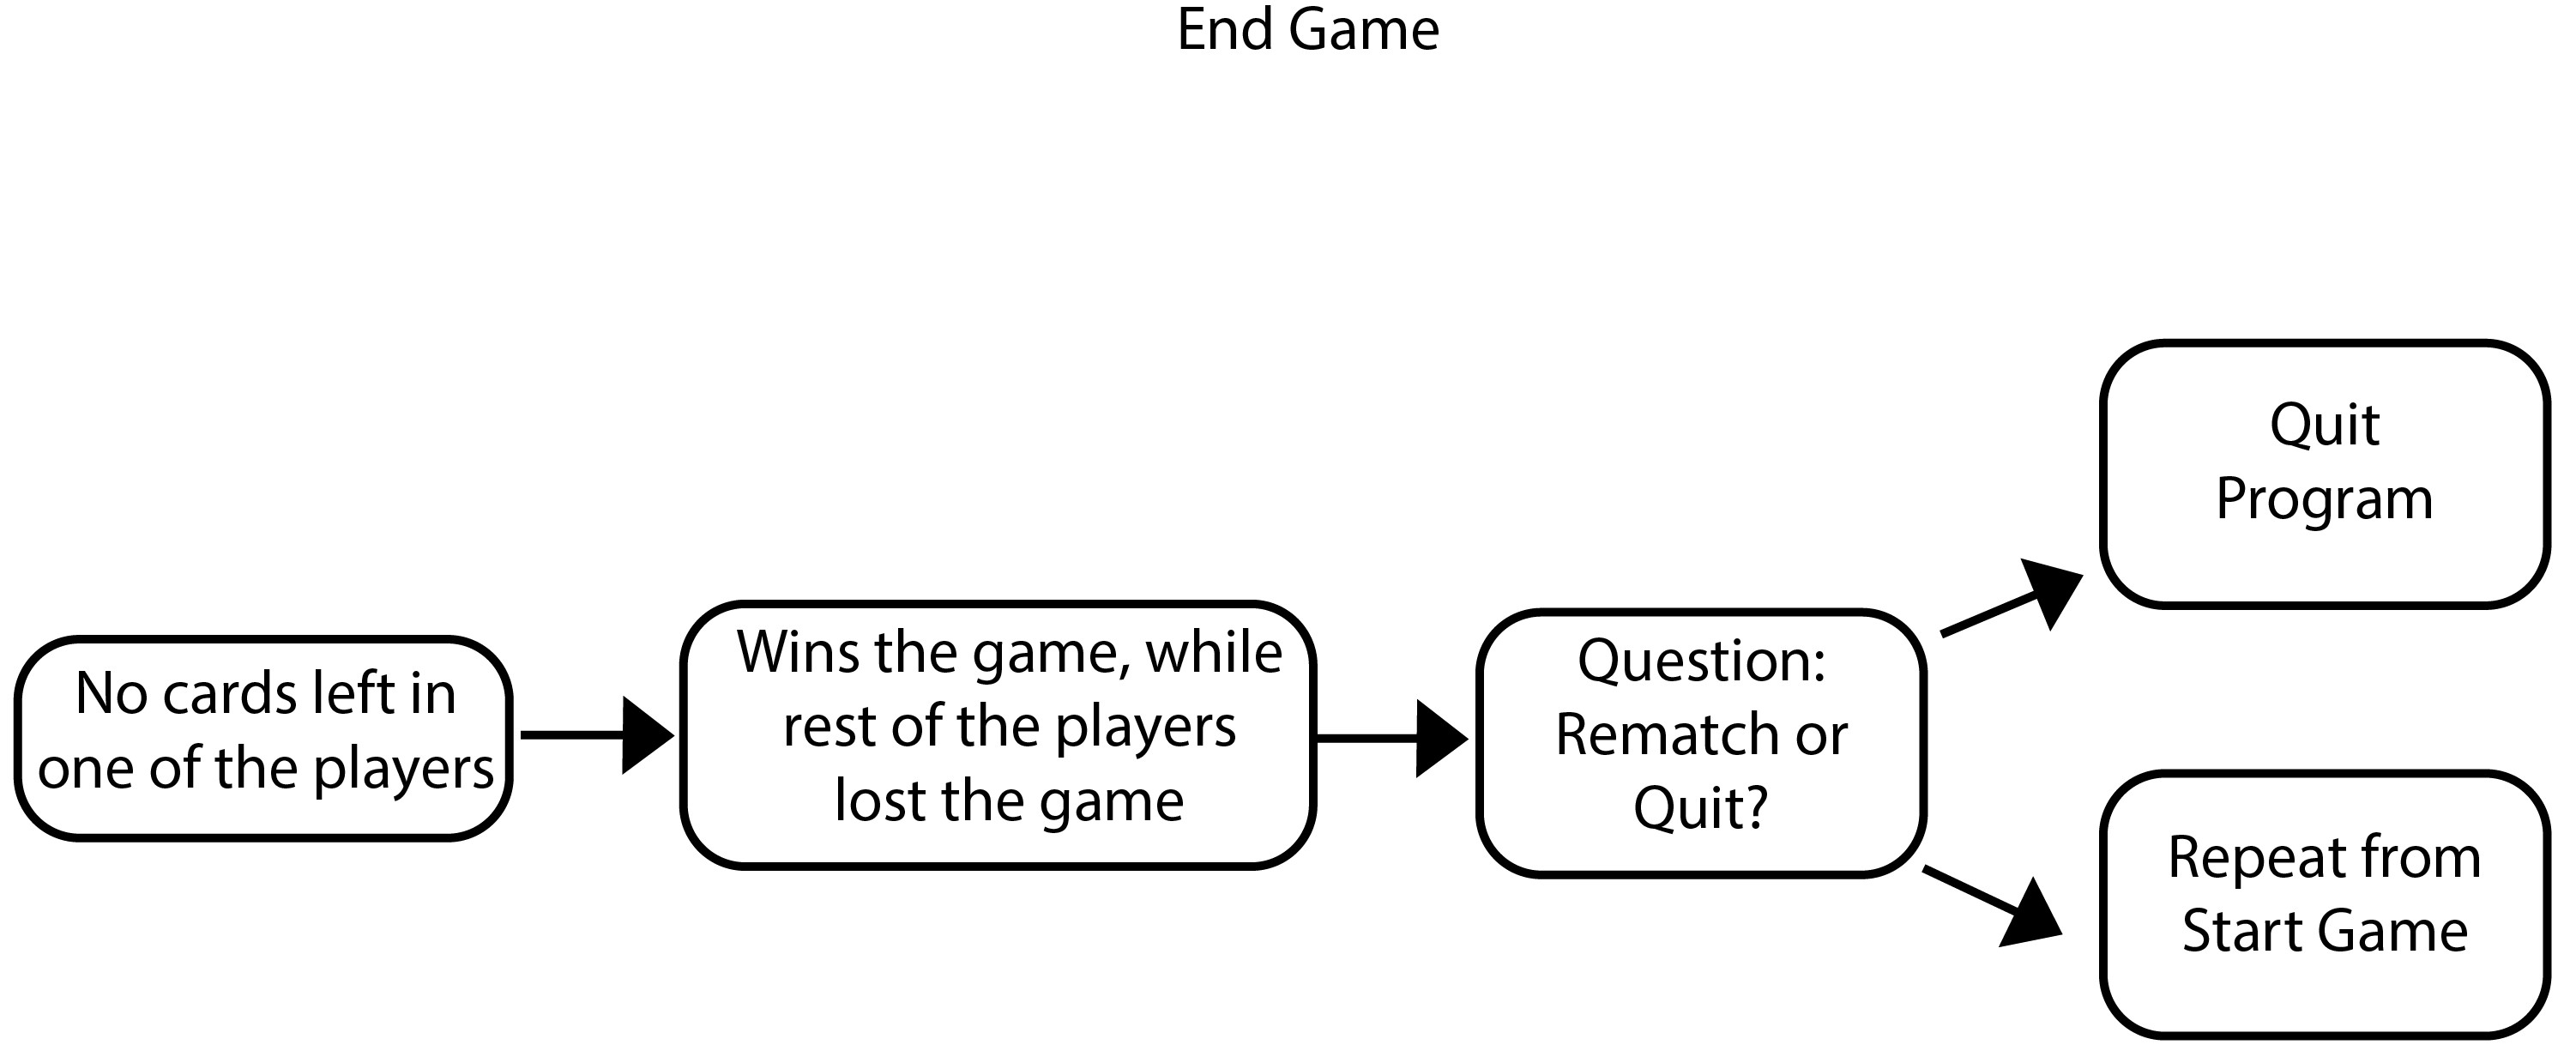 End Game
No cards left in
one of the players
Wins the game, while
rest of the players
lost the game
Question:
Rematch or
Quit?
Quit
Program
Repeat from
Start Game